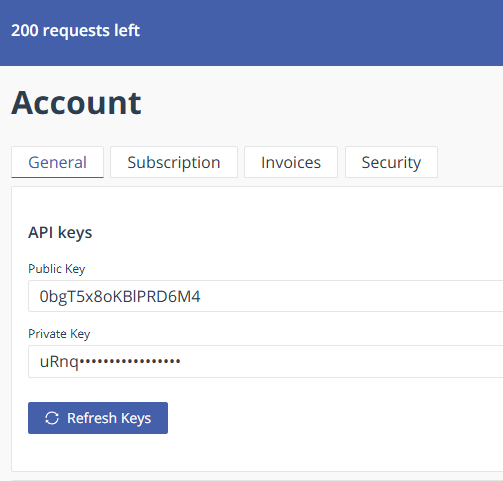 200 requests left
Account
General Subscription Invoices Security
API keys
Public Key
0bgT5x8oKBlPRD6M4
Private Key
uRnq•••••••••••••••••
Refresh Keys